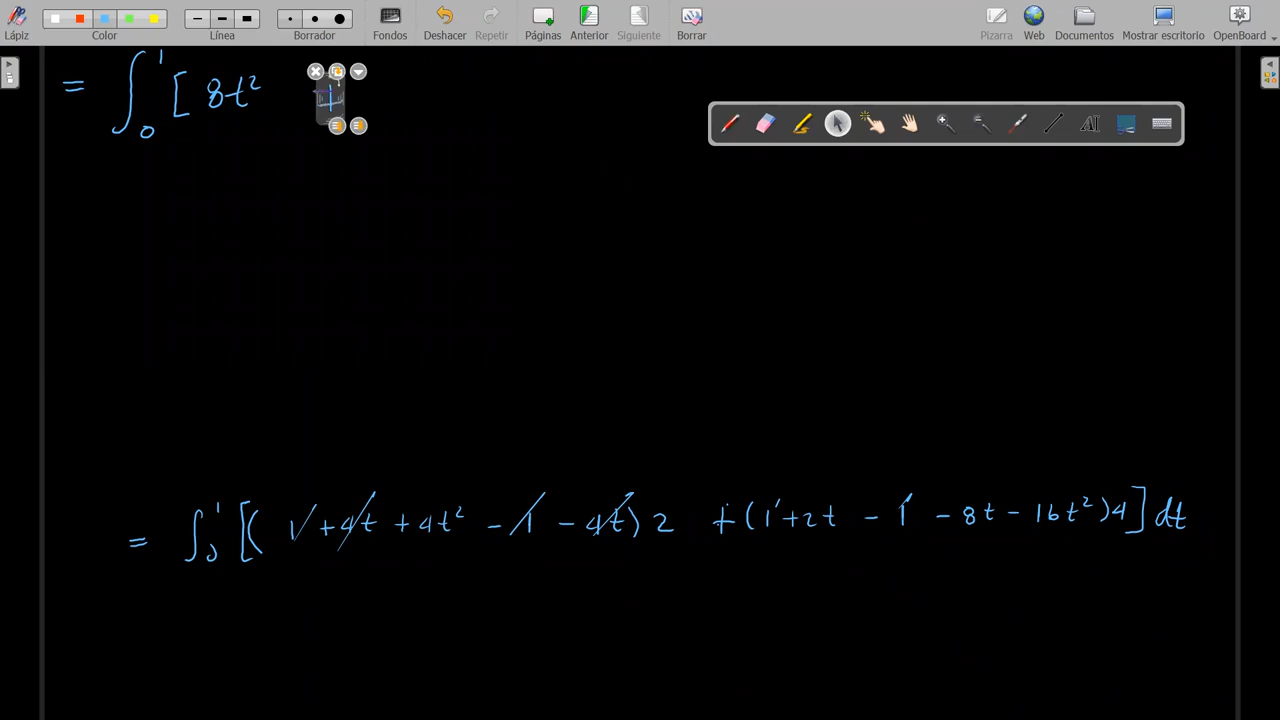 Lápiz Color Línea Borrador Fondos Deshacer Repetir Páginas Anterior Siguiente Borrar Pizarra Web Documentos Mostrar escritorio OpenBoard
= ∫₀¹ [ 8t² +
= ∫₀¹ [( 1 + 4t + 4t² - 1 - 4t) 2 + (1 + 2t - 1 - 8t - 16t²)4] dt